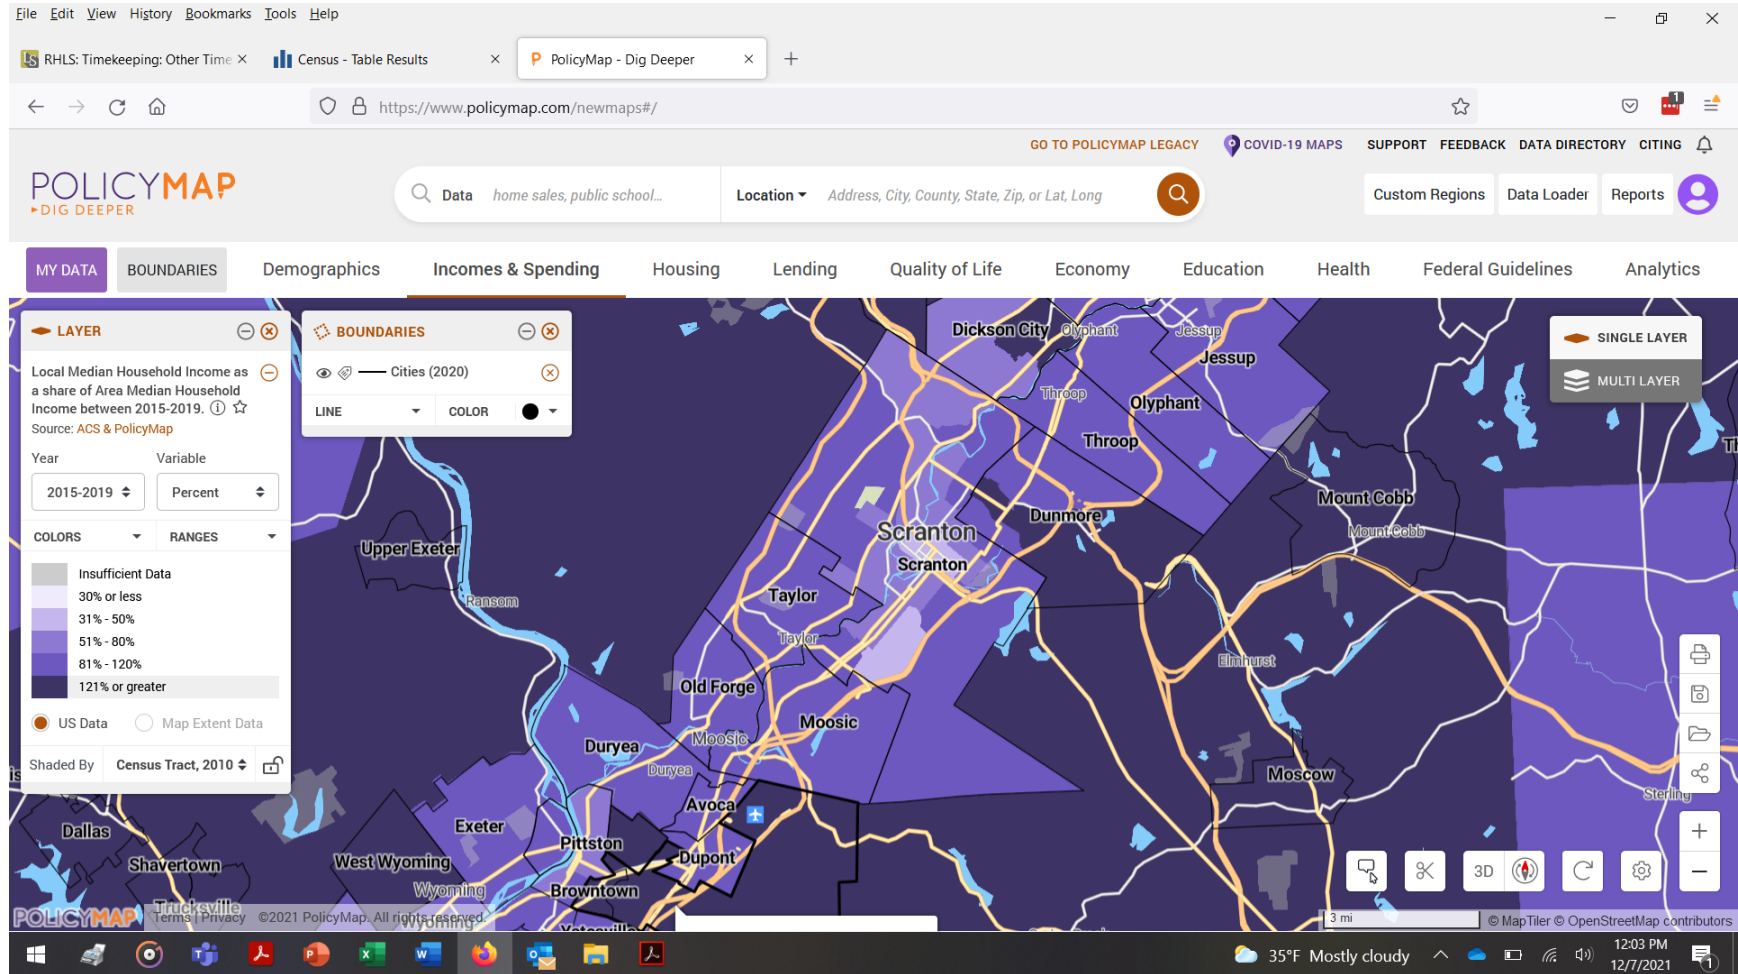 File Edit View History Bookmarks Tools Help
RHLS: Timekeeping: Other Time
Census - Table Results
PolicyMap - Dig Deeper
https://www.policymap.com/newmaps#/
1
GO TO POLICYMAP LEGACY COVID-19 MAPS SUPPORT FEEDBACK DATA DIRECTORY CITING
POLICYMAP
DIG DEEPER
Data home sales, public school... Location Address, City, County, State, Zip, or Lat, Long
Custom Regions Data Loader Reports
MY DATA BOUNDARIES Demographics Incomes & Spending Housing Lending Quality of Life Economy Education Health Federal Guidelines Analytics
LAYER
Local Median Household Income as
a share of Area Median Household
Income between 2015-2019.
Source: ACS & PolicyMap
Year Variable
2015-2019 Percent
COLORS RANGES
Insufficient Data
30% or less
31% - 50%
51% - 80%
81% - 120%
121% or greater
US Data Map Extent Data
Shaded By Census Tract, 2010
BOUNDARIES
Cities (2020)
LINE COLOR
SINGLE LAYER
MULTI LAYER
Dickson City
Olyphant
Jessup
Jessup
Throop
Olyphant
Throop
Mount Cobb
Mount Cobb
Dunmore
Scranton
Scranton
Upper Exeter
Ransom
Taylor
Taylor
Elmhurst
Old Forge
Moosic
Moosic
Duryea
Duryea
Moscow
Sterling
Avoca
Exeter
Pittston
Dupont
Dallas
Shavertown
West Wyoming
Wyoming
Browntown
Trucksville
Wyoming
Yatesville
3D
POLICYMAP Terms Privacy ©2021 PolicyMap. All rights reserved.
3 mi
© MapTiler © OpenStreetMap contributors
35°F Mostly cloudy
12:03 PM
12/7/2021
1